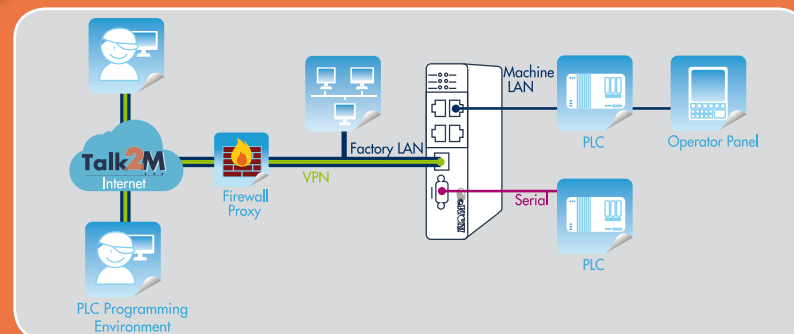 Talk2M
Internet
Firewall
Proxy
Factory LAN
VPN
Machine
LAN
PLC
Operator Panel
Serial
PLC
PLC Programming
Environment